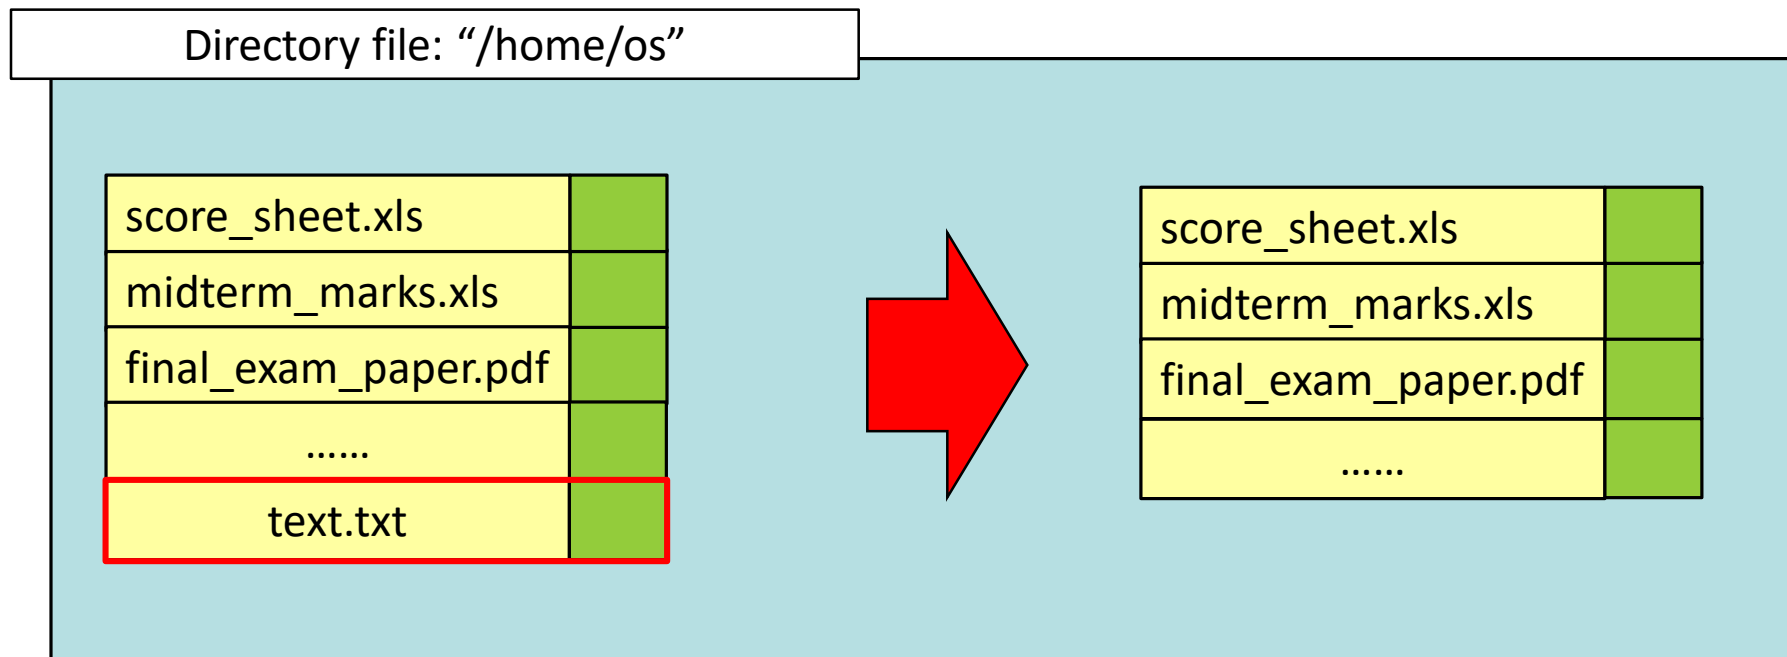 Directory file: “/home/os”
score_sheet.xls
midterm_marks.xls
final_exam_paper.pdf
……
text.txt
score_sheet.xls
midterm_marks.xls
final_exam_paper.pdf
……